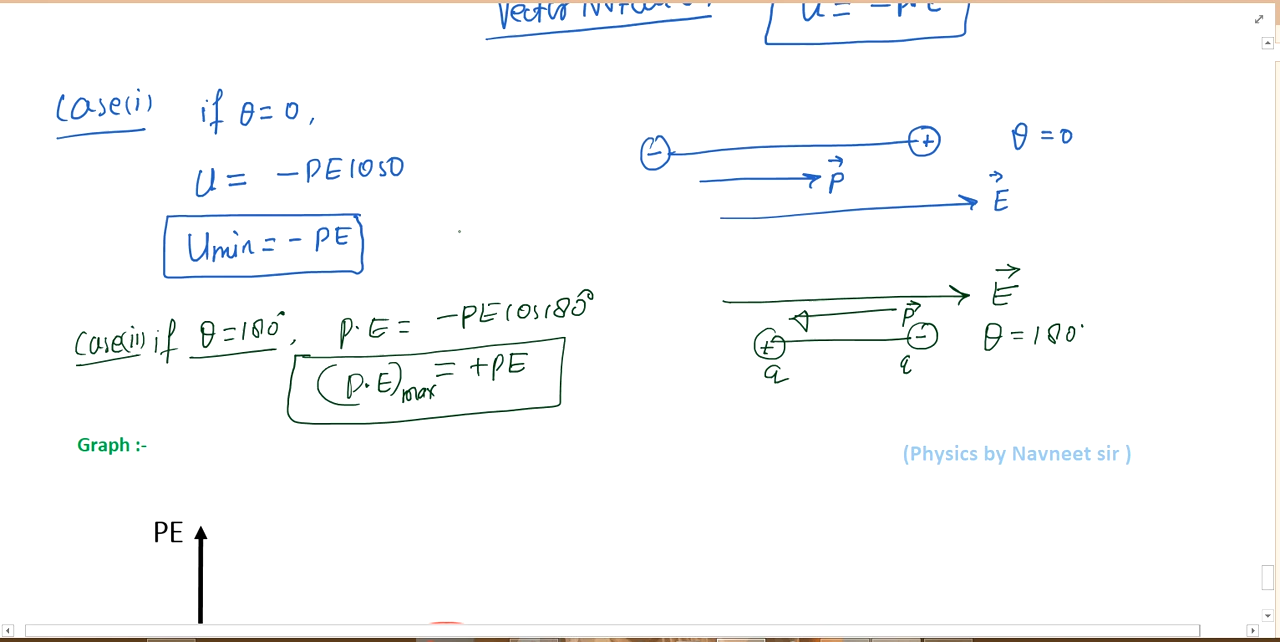 U = -P.E
Case(i) if θ=0,
θ = 0
U = -PE cos0
P
E
Umin = - PE
E
Case(ii) if θ=180°, P.E = -PE cos180°
P
θ = 180°
(P.E)max = +PE
q q
Graph :-
(Physics by Navneet sir )
PE